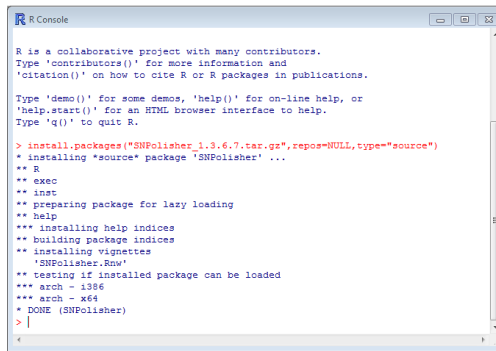 R Console
R is a collaborative project with many contributors.
Type 'contributors()' for more information and
'citation()' on how to cite R or R packages in publications.
Type 'demo()' for some demos, 'help()' for on-line help, or
'help.start()' for an HTML browser interface to help.
Type 'q()' to quit R.
> install.packages("SNPolisher_1.3.6.7.tar.gz",repos=NULL,type="source")
* installing *source* package 'SNPolisher' ...
** R
** exec
** inst
** preparing package for lazy loading
** help
*** installing help indices
** building package indices
** installing vignettes
   'SNPolisher.Rnw'
** testing if installed package can be loaded
*** arch - i386
*** arch - x64
* DONE (SNPolisher)
>